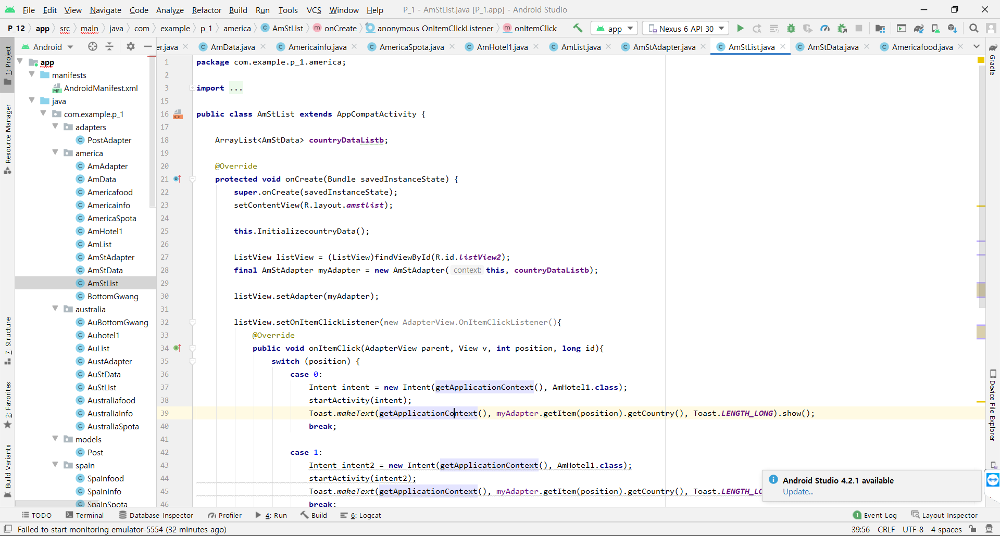 File Edit View Navigate Code Analyze Refactor Build Run Tools VCS Window Help P_1 - AmStList.java [P_1.app] - Android Studio
P_12 app src main java com example p_1 america AmStList onCreate anonymous OnItemClickListener onItemClick app Nexus 6 API 30
Android er.java AmData.java Americainfo.java AmericaSpota.java AmHotel1.java AmList.java AmStAdapter.java AmStList.java AmStData.java Americafood.java
1: Project
Resource Manager
7: Structure
2: Favorites
Build Variants
app
manifests
AndroidManifest.xml
java
com.example.p_1
adapters
PostAdapter
america
AmAdapter
AmData
Americafood
Americainfo
AmericaSpota
AmHotel1
AmList
AmStAdapter
AmStData
AmStList
BottomGwang
australia
AuBottomGwang
Auhotel1
AuList
AustAdapter
AuStData
AuStList
Australiafood
Australiainfo
AustraliaSpota
models
Post
spain
Spainfood
Spaininfo
SpainSpota
1 package com.example.p_1.america;
2
3 import ...
15
16 public class AmStList extends AppCompatActivity {
17
18 ArrayList<AmStData> countryDataListb;
19
20 @Override
21 protected void onCreate(Bundle savedInstanceState) {
22 super.onCreate(savedInstanceState);
23 setContentView(R.layout.amstlist);
24
25 this.InitializecountryData();
26
27 ListView listView = (ListView)findViewById(R.id.listView2);
28 final AmStAdapter myAdapter = new AmStAdapter( context: this, countryDataListb);
29
30 listView.setAdapter(myAdapter);
31
32 listView.setOnItemClickListener(new AdapterView.OnItemClickListener(){
33 @Override
34 public void onItemClick(AdapterView parent, View v, int position, long id){
35 switch (position) {
36 case 0:
37 Intent intent = new Intent(getApplicationContext(), AmHotel1.class);
38 startActivity(intent);
39 Toast.makeText(getApplicationContext(), myAdapter.getItem(position).getCountry(), Toast.LENGTH_LONG).show();
40 break;
41
42 case 1:
43 Intent intent2 = new Intent(getApplicationContext(), AmHotel1.class);
44 startActivity(intent2);
45 Toast.makeText(getApplicationContext(), myAdapter.getItem(position).getCountry(), Toast.LENGTH_LO
46 break;
Gradle
Device File Explorer
Android Studio 4.2.1 available
Update...
TODO Terminal Database Inspector Profiler 4: Run Build 6: Logcat 1 Event Log Layout Inspector
Failed to start monitoring emulator-5554 (32 minutes ago) 39:56 CRLF UTF-8 4 spaces